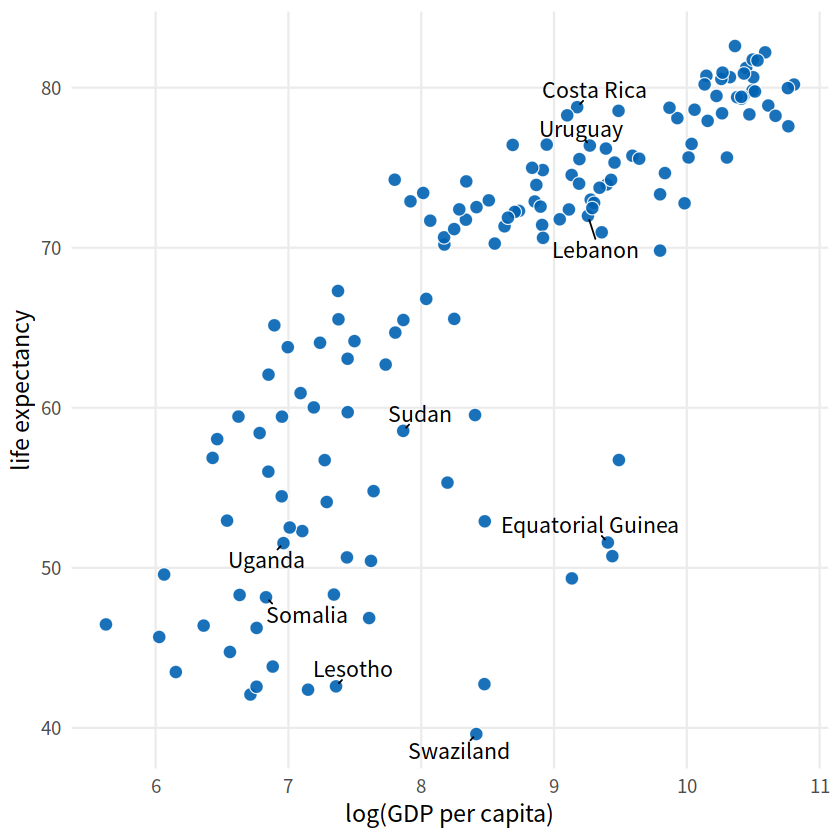 80
70
60
50
40
life expectancy
Costa Rica
Uruguay
Lebanon
Sudan
Equatorial Guinea
Uganda
Somalia
Lesotho
Swaziland
6
7
8
9
10
11
log(GDP per capita)